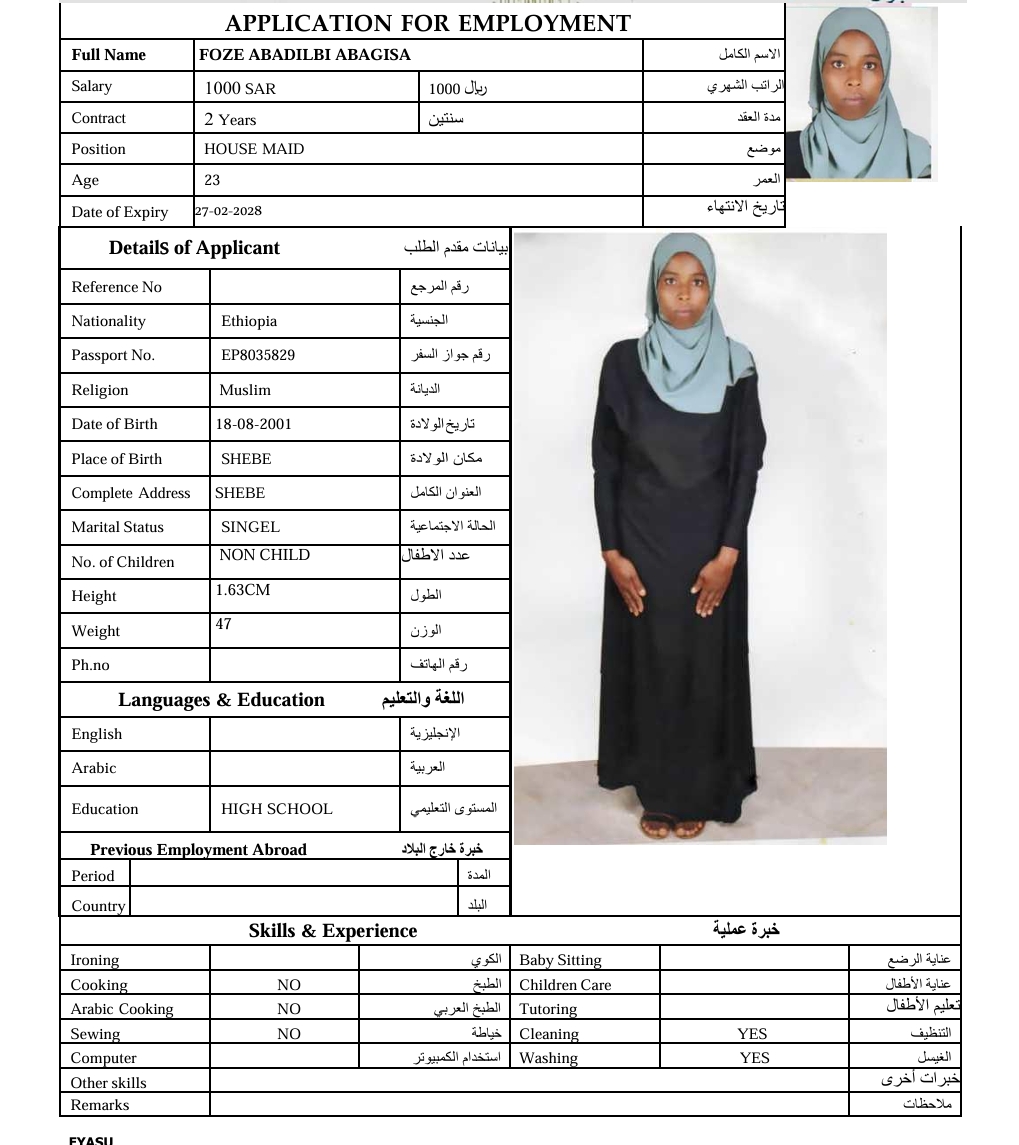 APPLICATION FOR EMPLOYMENT
Full Name FOZE ABADILBI ABAGISA الاسم الكامل
Salary 1000 SAR 1000 ريال الراتب الشهري
Contract 2 Years سنتين مدة العقد
Position HOUSE MAID موضع
Age 23 العمر
Date of Expiry 27-02-2028 تاريخ الانتهاء
Details of Applicant بيانات مقدم الطلب
Reference No رقم المرجع
Nationality Ethiopia الجنسية
Passport No. EP8035829 رقم جواز السفر
Religion Muslim الديانة
Date of Birth 18-08-2001 تاريخ الولادة
Place of Birth SHEBE مكان الولادة
Complete Address SHEBE العنوان الكامل
Marital Status SINGEL الحالة الاجتماعية
No. of Children NON CHILD عدد الاطفال
Height 1.63CM الطول
Weight 47 الوزن
Ph.no رقم الهاتف
Languages & Education اللغة والتعليم
English الإنجليزية
Arabic العربية
Education HIGH SCHOOL المستوى التعليمي
Previous Employment Abroad خبرة خارج البلاد
Period المدة
Country البلد
Skills & Experience خبرة عملية
Ironing الكوي Baby Sitting عناية الرضع
Cooking NO الطبخ Children Care عناية الأطفال
Arabic Cooking NO الطبخ العربي Tutoring تعليم الأطفال
Sewing NO خياطة Cleaning YES التنظيف
Computer استخدام الكمبيوتر Washing YES الغيسل
Other skills خبرات أخرى
Remarks ملاحظات
EYASU